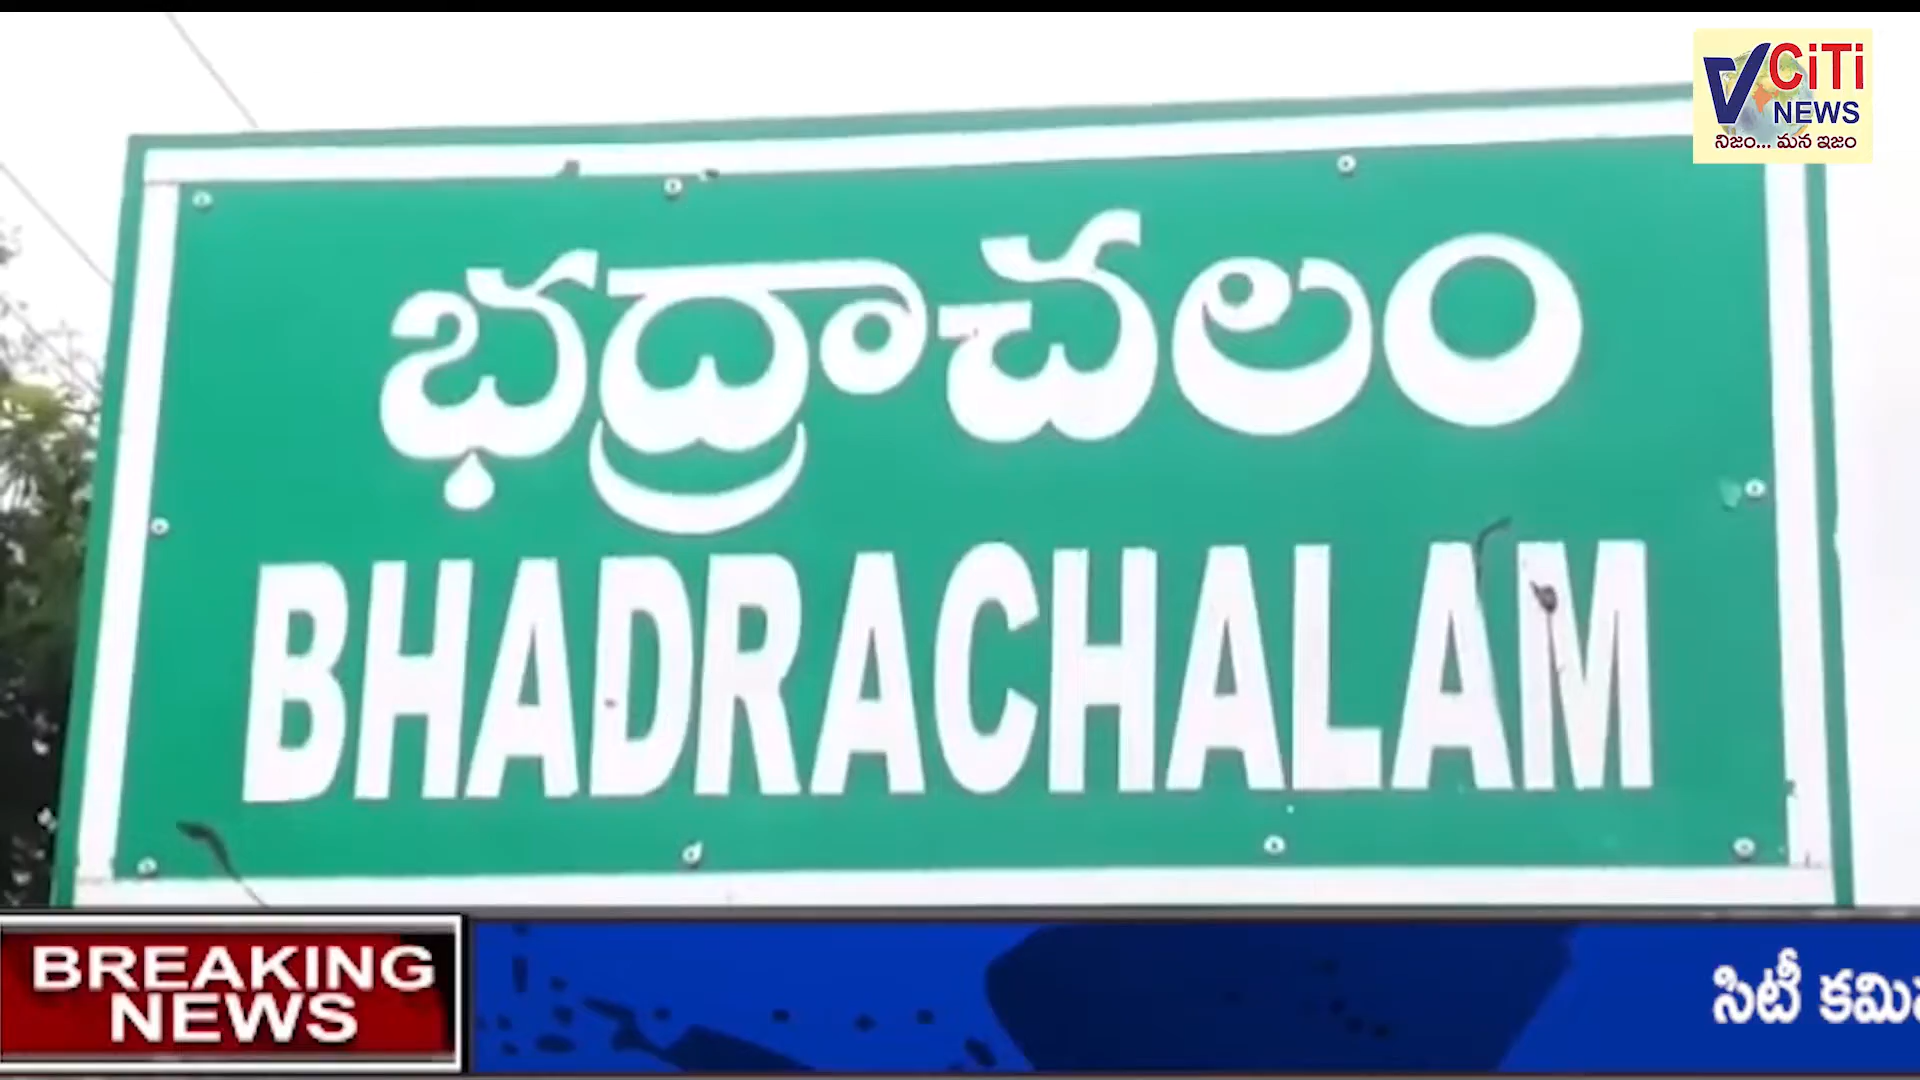 CiTi
NEWS
నిజం... మన ఇజం
భద్రాచలం
BHADRACHALAM
BREAKING
NEWS
సిటీ